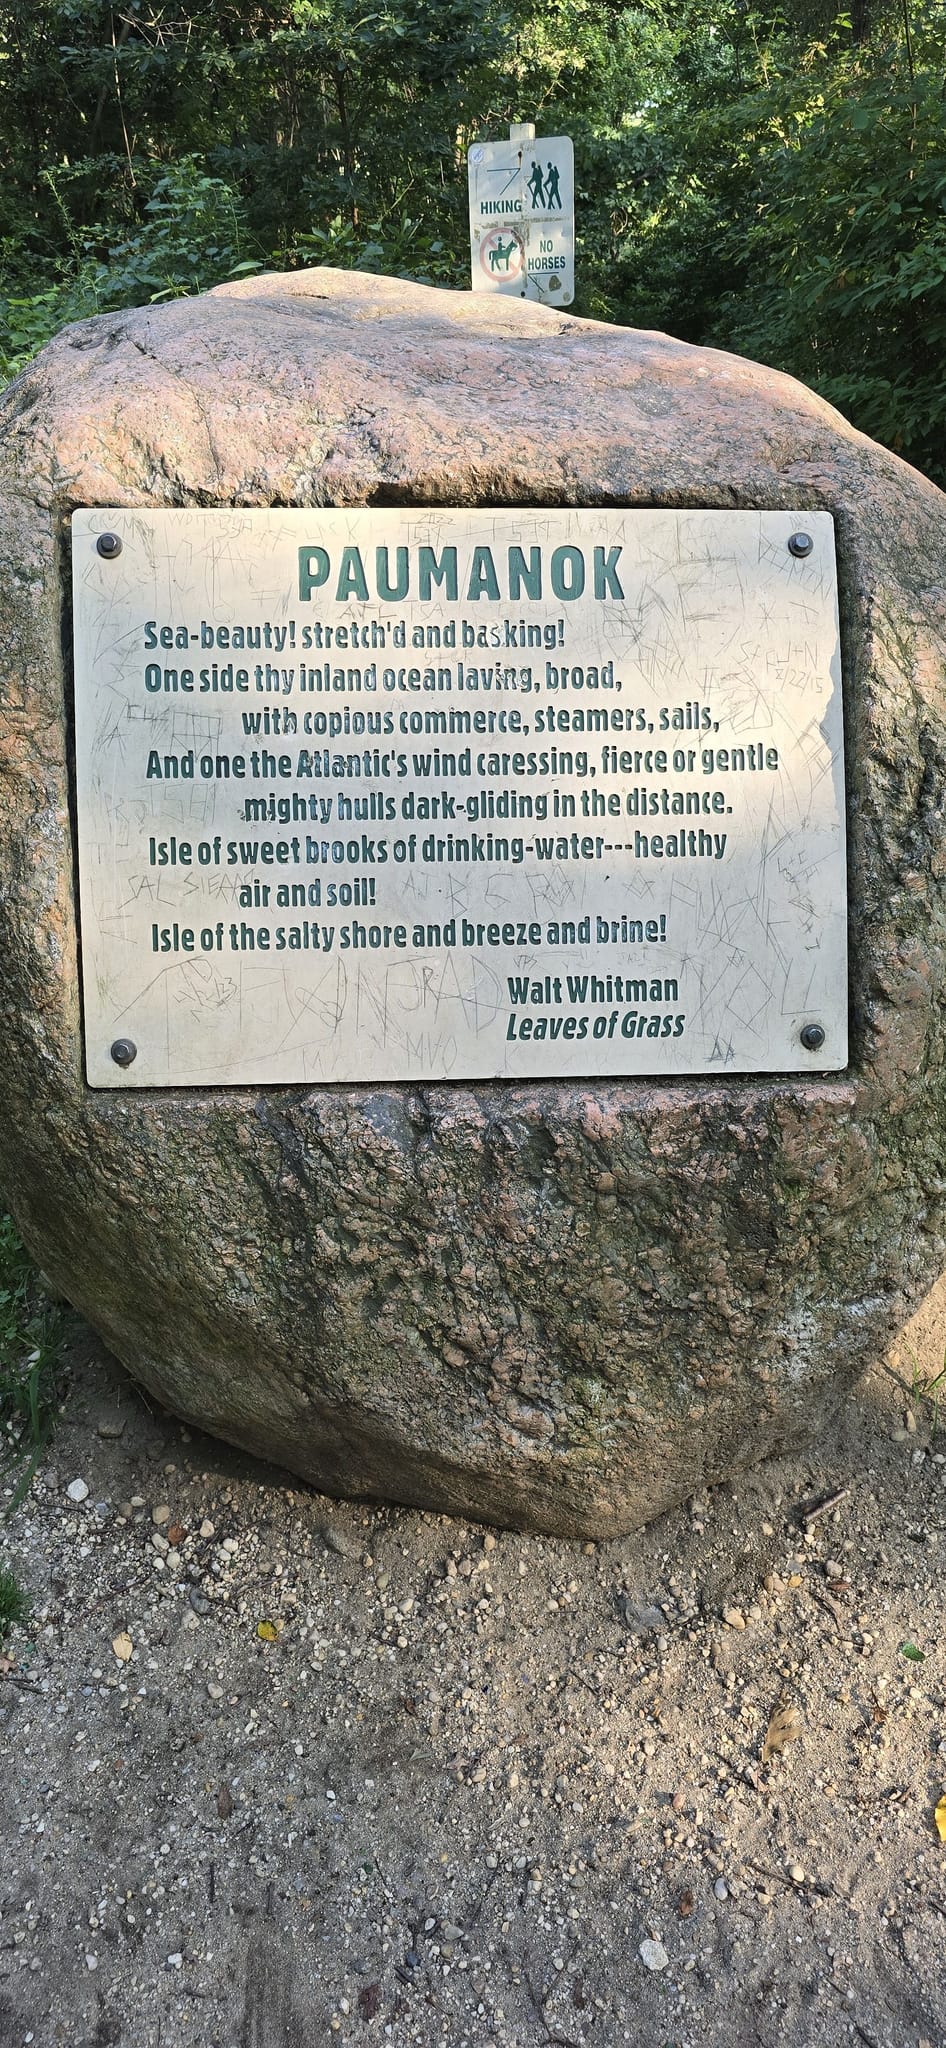 HIKING
NO
HORSES
PAUMANOK
Sea-beauty! stretch'd and basking!
One side thy inland ocean laving, broad,
with copious commerce, steamers, sails,
And one the Atlantic's wind caressing, fierce or gentle
mighty hulls dark-gliding in the distance.
Isle of sweet brooks of drinking-water---healthy
air and soil!
Isle of the salty shore and breeze and brine!
Walt Whitman
Leaves of Grass